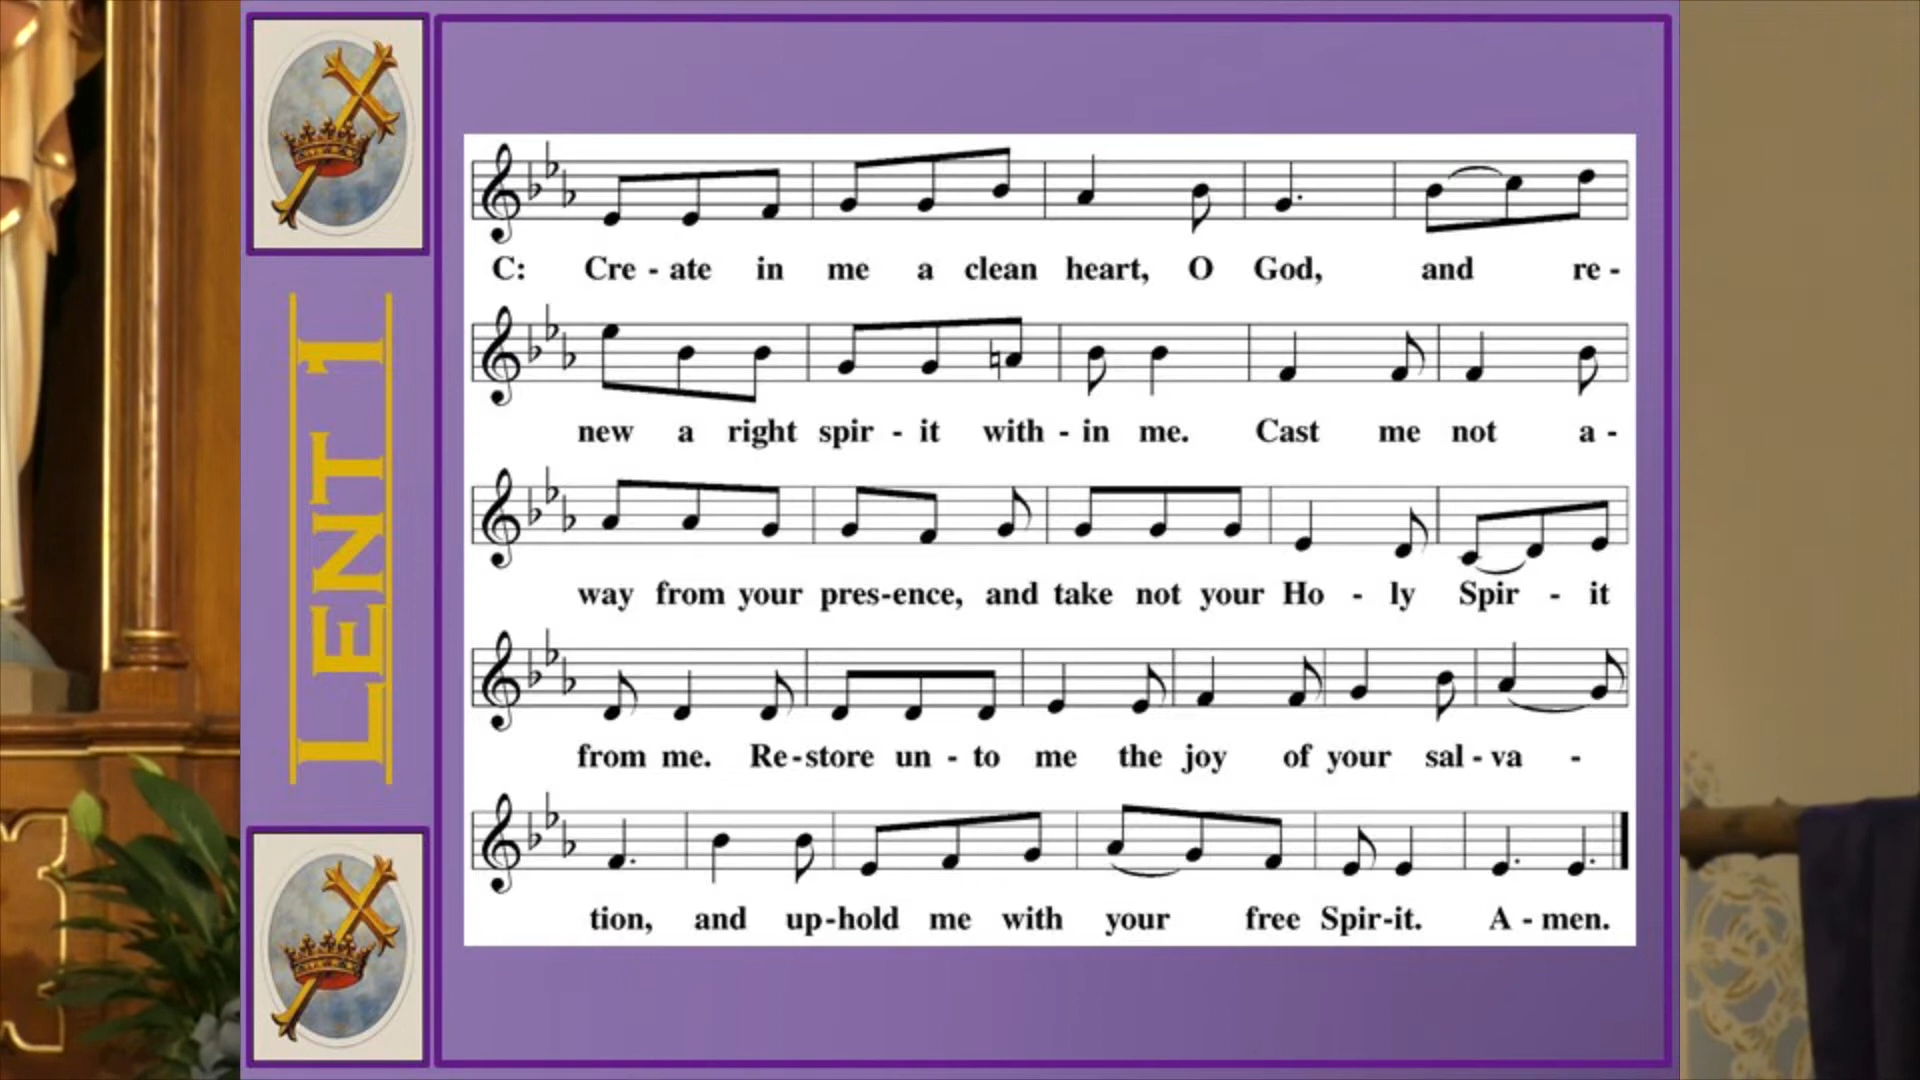 LENT 1
C: Cre - ate in me a clean heart, O God, and re -
new a right spir - it with - in me. Cast me not a -
way from your pres-ence, and take not your Ho - ly Spir - it
from me. Re-store un - to me the joy of your sal - va -
tion, and up-hold me with your free Spir-it. A - men.